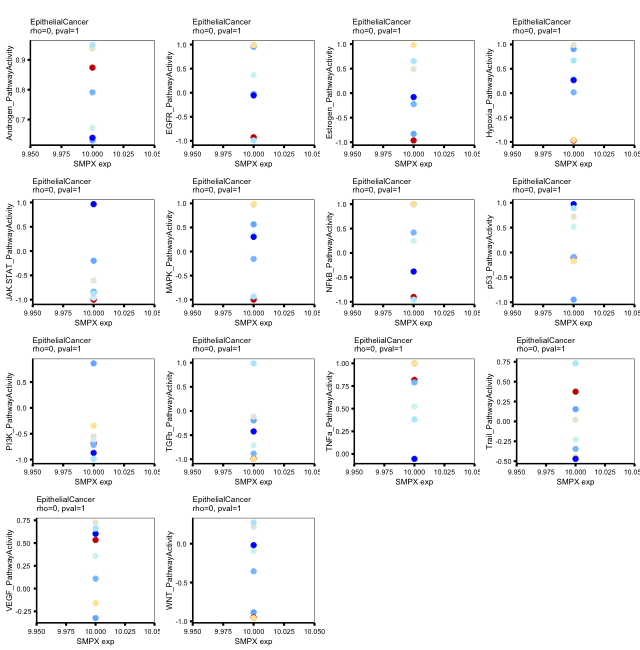 EpithelialCancer
rho=0, pval=1
Androgen_PathwayActivity
0.9
0.8
0.7
9.950 9.975 10.000 10.025 10.05
SMPX exp
EpithelialCancer
rho=0, pval=1
EGFR_PathwayActivity
1.0
0.5
0.0
-0.5
-1.0
9.950 9.975 10.000 10.025 10.05
SMPX exp
EpithelialCancer
rho=0, pval=1
Estrogen_PathwayActivity
1.0
0.5
0.0
-0.5
-1.0
9.950 9.975 10.000 10.025 10.05
SMPX exp
EpithelialCancer
rho=0, pval=1
Hypoxia_PathwayActivity
1.0
0.5
0.0
-0.5
-1.0
9.950 9.975 10.000 10.025 10.05
SMPX exp
EpithelialCancer
rho=0, pval=1
JAK.STAT_PathwayActivity
1.0
0.5
0.0
-0.5
-1.0
9.950 9.975 10.000 10.025 10.05
SMPX exp
EpithelialCancer
rho=0, pval=1
MAPK_PathwayActivity
1.0
0.5
0.0
-0.5
-1.0
9.950 9.975 10.000 10.025 10.050
SMPX exp
EpithelialCancer
rho=0, pval=1
NFkB_PathwayActivity
1.0
0.5
0.0
-0.5
-1.0
9.950 9.975 10.000 10.025 10.05
SMPX exp
EpithelialCancer
rho=0, pval=1
p53_PathwayActivity
1.0
0.5
0.0
-0.5
-1.0
9.950 9.975 10.000 10.025 10.05
SMPX exp
EpithelialCancer
rho=0, pval=1
PI3K_PathwayActivity
0.5
0.0
-0.5
-1.0
9.950 9.975 10.000 10.025 10.05
SMPX exp
EpithelialCancer
rho=0, pval=1
TGFb_PathwayActivity
1.0
0.5
0.0
-0.5
-1.0
9.950 9.975 10.000 10.025 10.050
SMPX exp
EpithelialCancer
rho=0, pval=1
TNFa_PathwayActivity
1.00
0.75
0.50
0.25
0.00
9.950 9.975 10.000 10.025 10.05
SMPX exp
EpithelialCancer
rho=0, pval=1
Trail_PathwayActivity
0.75
0.50
0.25
0.00
-0.25
-0.50
9.950 9.975 10.000 10.025 10.05
SMPX exp
EpithelialCancer
rho=0, pval=1
VEGF_PathwayActivity
0.75
0.50
0.25
0.00
-0.25
9.950 9.975 10.000 10.025 10.05
SMPX exp
EpithelialCancer
rho=0, pval=1
WNT_PathwayActivity
0.0
-0.5
-1.0
9.950 9.975 10.000 10.025 10.050
SMPX exp